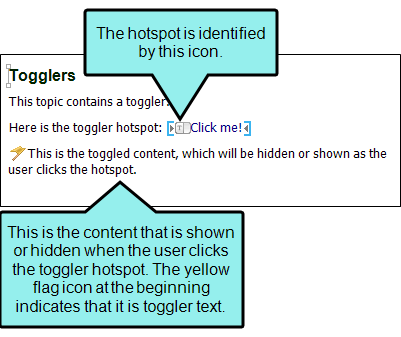 The hotspot is identified
by this icon.
Togglers
This topic contains a toggler.
Here is the toggler hotspot: Click me!
This is the toggled content, which will be hidden or shown as the
user clicks the hotspot.
This is the content that is shown
or hidden when the user clicks
the toggler hotspot. The yellow
flag icon at the beginning
indicates that it is toggler text.